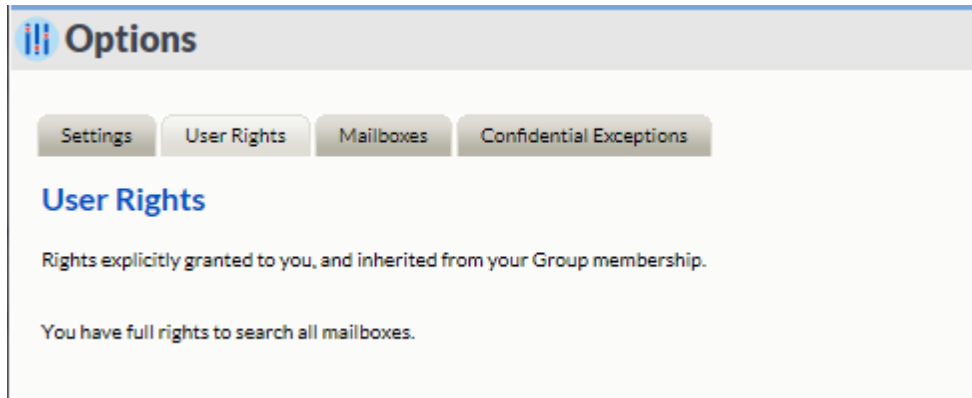 Options
Settings User Rights Mailboxes Confidential Exceptions
User Rights
Rights explicitly granted to you, and inherited from your Group membership.
You have full rights to search all mailboxes.